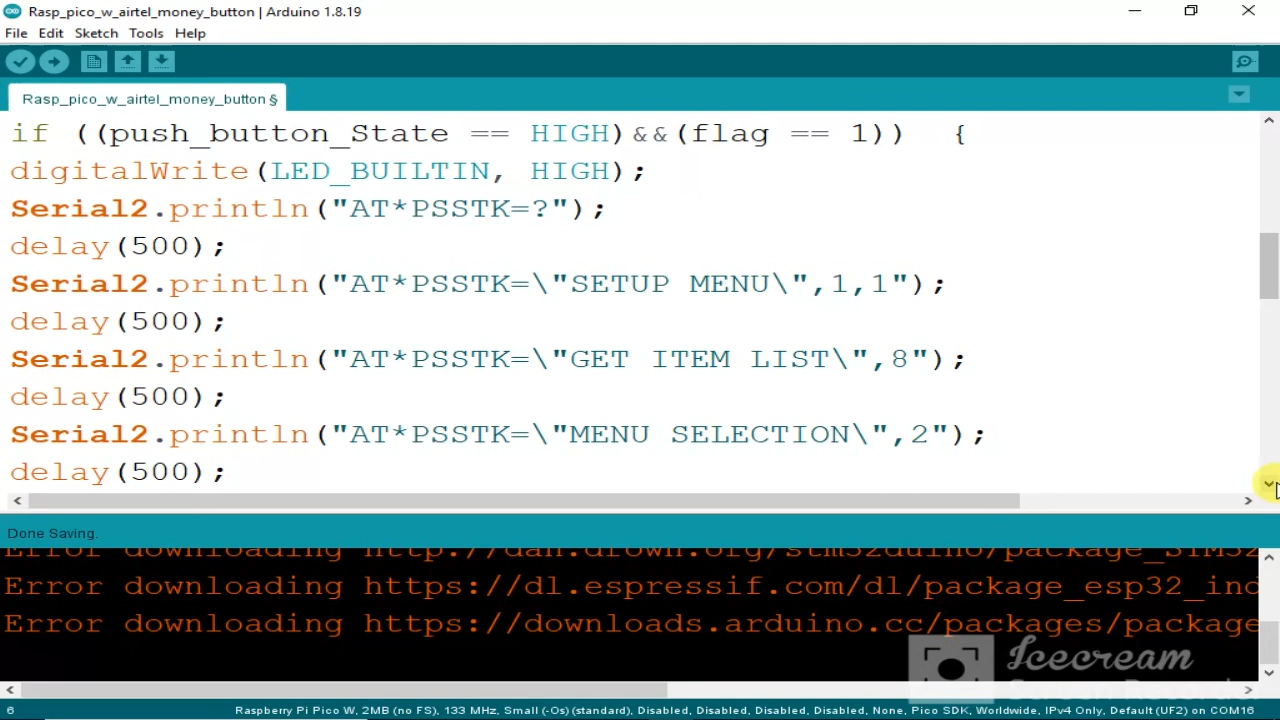 Rasp_pico_w_airtel_money_button | Arduino 1.8.19
File Edit Sketch Tools Help
Rasp_pico_w_airtel_money_button §
if ((push_button_State == HIGH)&&(flag == 1)) {
digitalWrite(LED_BUILTIN, HIGH);
Serial2.println("AT*PSSTK=?");
delay(500);
Serial2.println("AT*PSSTK=\"SETUP MENU\",1,1");
delay(500);
Serial2.println("AT*PSSTK=\"GET ITEM LIST\",8");
delay(500);
Serial2.println("AT*PSSTK=\"MENU SELECTION\",2");
delay(500);
Done Saving.
Error downloading http://dan.drown.org/stm32duino/package_STM32
Error downloading https://dl.espressif.com/dl/package_esp32_ind
Error downloading https://downloads.arduino.cc/packages/package
Icecream
Screen Recorder
6 Raspberry Pi Pico W, 2MB (no FS), 133 MHz, Small (-Os) (standard), Disabled, Disabled, Disabled, Disabled, None, Pico SDK, Worldwide, IPv4 Only, Default (UF2) on COM16